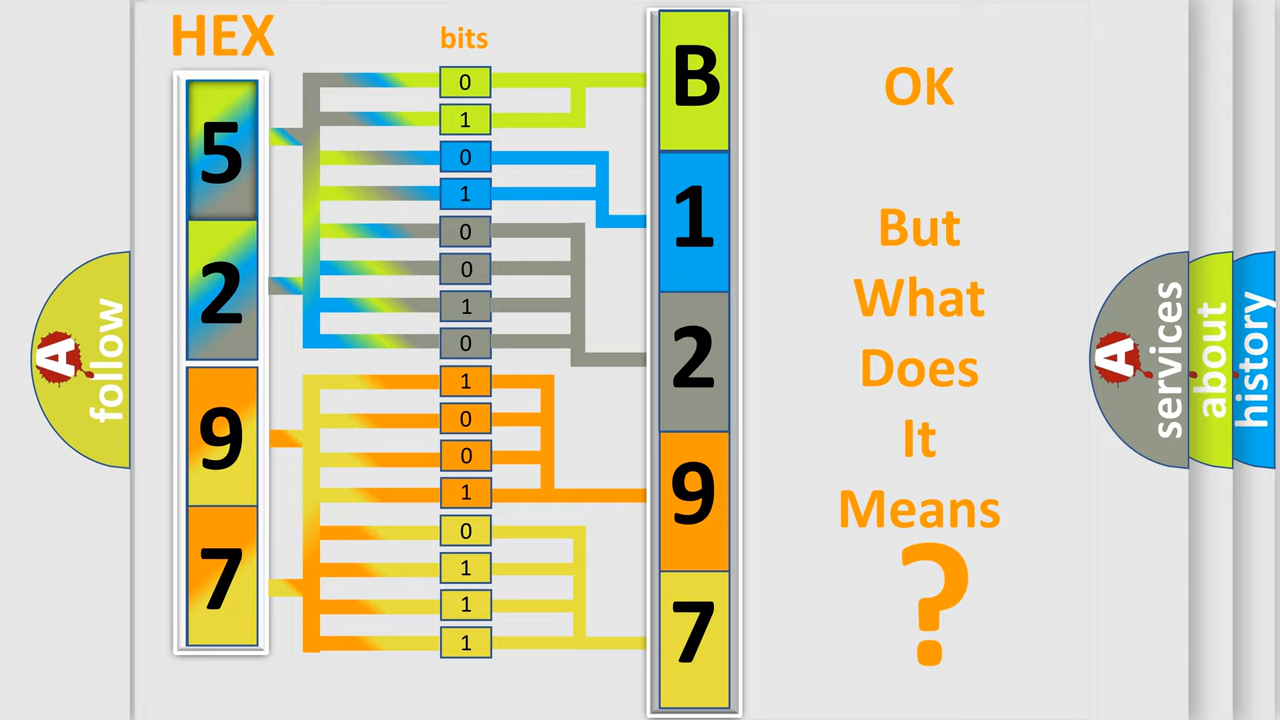 HEX
bits
5
2
9
7
0
1
0
1
0
0
1
0
1
0
0
1
0
1
1
1
B
1
2
9
7
OK
But
What
Does
It
Means
?
A
follow
A
services
about
history